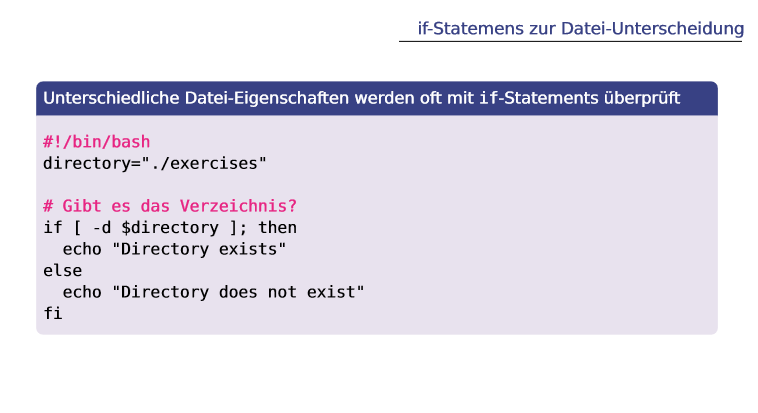 if-Statemens zur Datei-Unterscheidung
Unterschiedliche Datei-Eigenschaften werden oft mit if-Statements überprüft
#!/bin/bash
directory="./exercises"
# Gibt es das Verzeichnis?
if [ -d $directory ]; then
  echo "Directory exists"
else
  echo "Directory does not exist"
fi